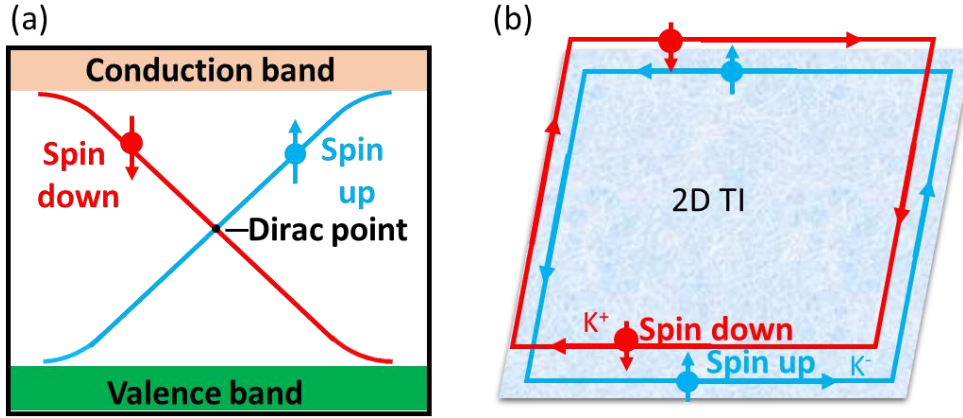 (a)
Conduction band
Spin
down
Spin
up
Dirac point
Valence band
(b)
2D TI
K⁺
Spin down
Spin up
K⁻